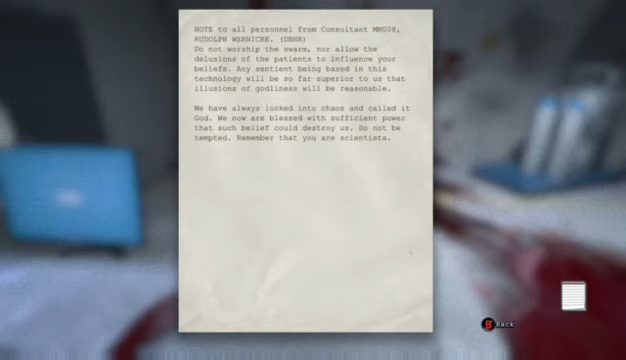 NOTE to all personnel from Consultant MM008,
RUDOLPH WERNICKE. (DBNR)
Do not worship the swarm, nor allow the
delusions of the patients to influence your
beliefs. Any sentient being based in this
technology will be so far superior to us that
illusions of godliness will be reasonable.
We have always looked into chaos and called it
God. We now are blessed with sufficient power
that such belief could destroy us. Do not be
tempted. Remember that you are scientists.
B Back